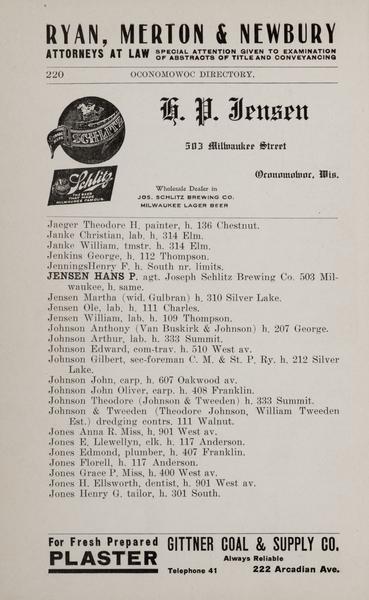 RYAN, MERTON & NEWBURY
ATTORNEYS AT LAW SPECIAL ATTENTION GIVEN TO EXAMINATION
OF ABSTRACTS OF TITLE AND CONVEYANCING
220 OCONOMOWOC DIRECTORY.
SCHLITZ
H. P. Jensen
503 Milwaukee Street
Oconomowoc, Wis.
Schlitz
THE BEER
THAT MADE
MILWAUKEE FAMOUS.
Wholesale Dealer in
JOS. SCHLITZ BREWING CO.
MILWAUKEE LAGER BEER
Jaeger Theodore H. painter, h. 136 Chestnut.
Janke Christian, lab. h. 314 Elm.
Janke William, tmstr. h. 314 Elm.
Jenkins George, h. 112 Thompson.
JenningsHenry F. h. South nr. limits.
JENSEN HANS P. agt. Joseph Schlitz Brewing Co. 503 Mil-
waukee, h. same.
Jensen Martha (wid. Gulbran) h. 310 Silver Lake.
Jensen Ole, lab. h. 111 Charles.
Jensen William, lab. h. 109 Thompson.
Johnson Anthony (Van Buskirk & Johnson) h. 207 George.
Johnson Arthur, lab. h. 333 Summit.
Johnson Edward, com-trav. h. 510 West av.
Johnson Gilbert, sec-foreman C. M. & St. P. Ry. h. 212 Silver
Lake.
Johnson John, carp. h. 607 Oakwood av.
Johnson John Oliver, carp. h. 408 Franklin.
Johnson Theodore (Johnson & Tweeden) h. 333 Summit.
Johnson & Tweeden (Theodore Johnson, William Tweeden
Est.) dredging contrs. 111 Walnut.
Jones Anna R. Miss, h. 901 West av.
Jones E. Llewellyn, elk. h. 117 Anderson.
Jones Edmond, plumber, h. 407 Franklin.
Jones Florell, h. 117 Anderson.
Jones Grace P. Miss, h. 400 West av.
Jones H. Ellsworth, dentist, h. 901 West av.
Jones Henry G. tailor, h. 301 South.
For Fresh Prepared
PLASTER
GITTNER COAL & SUPPLY CO.
Always Reliable
Telephone 41 222 Arcadian Ave.